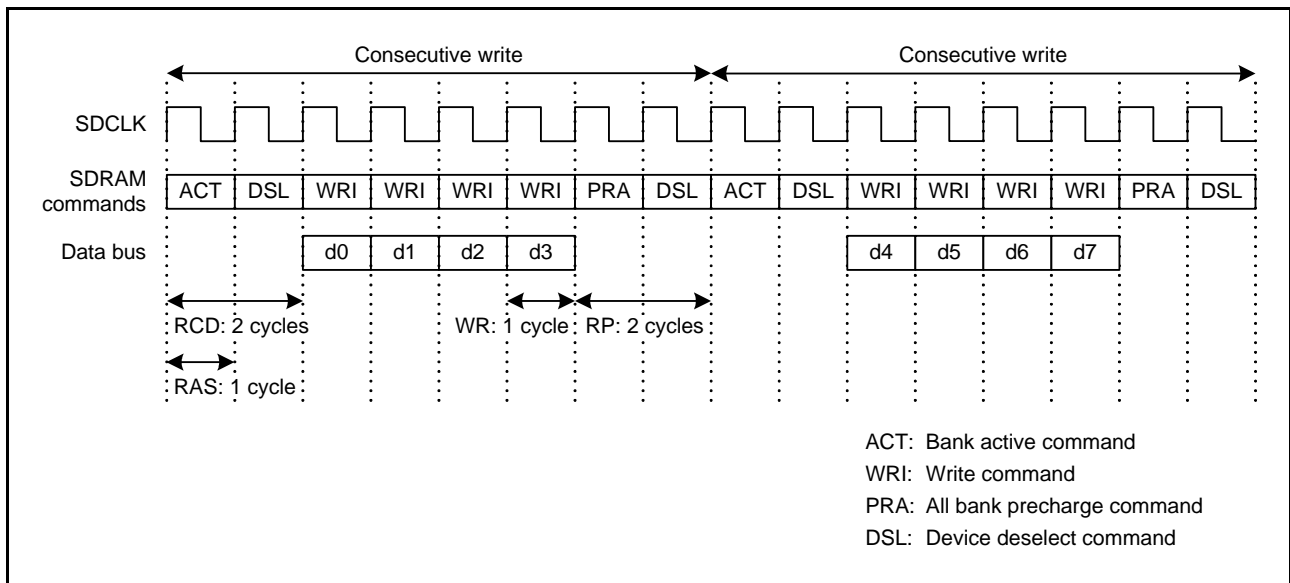 Consecutive write Consecutive write
SDCLK
SDRAM commands
ACT DSL WRI WRI WRI WRI PRA DSL ACT DSL WRI WRI WRI WRI PRA DSL
Data bus d0 d1 d2 d3 d4 d5 d6 d7
RCD: 2 cycles WR: 1 cycle RP: 2 cycles
RAS: 1 cycle
ACT: Bank active command
WRI: Write command
PRA: All bank precharge command
DSL: Device deselect command